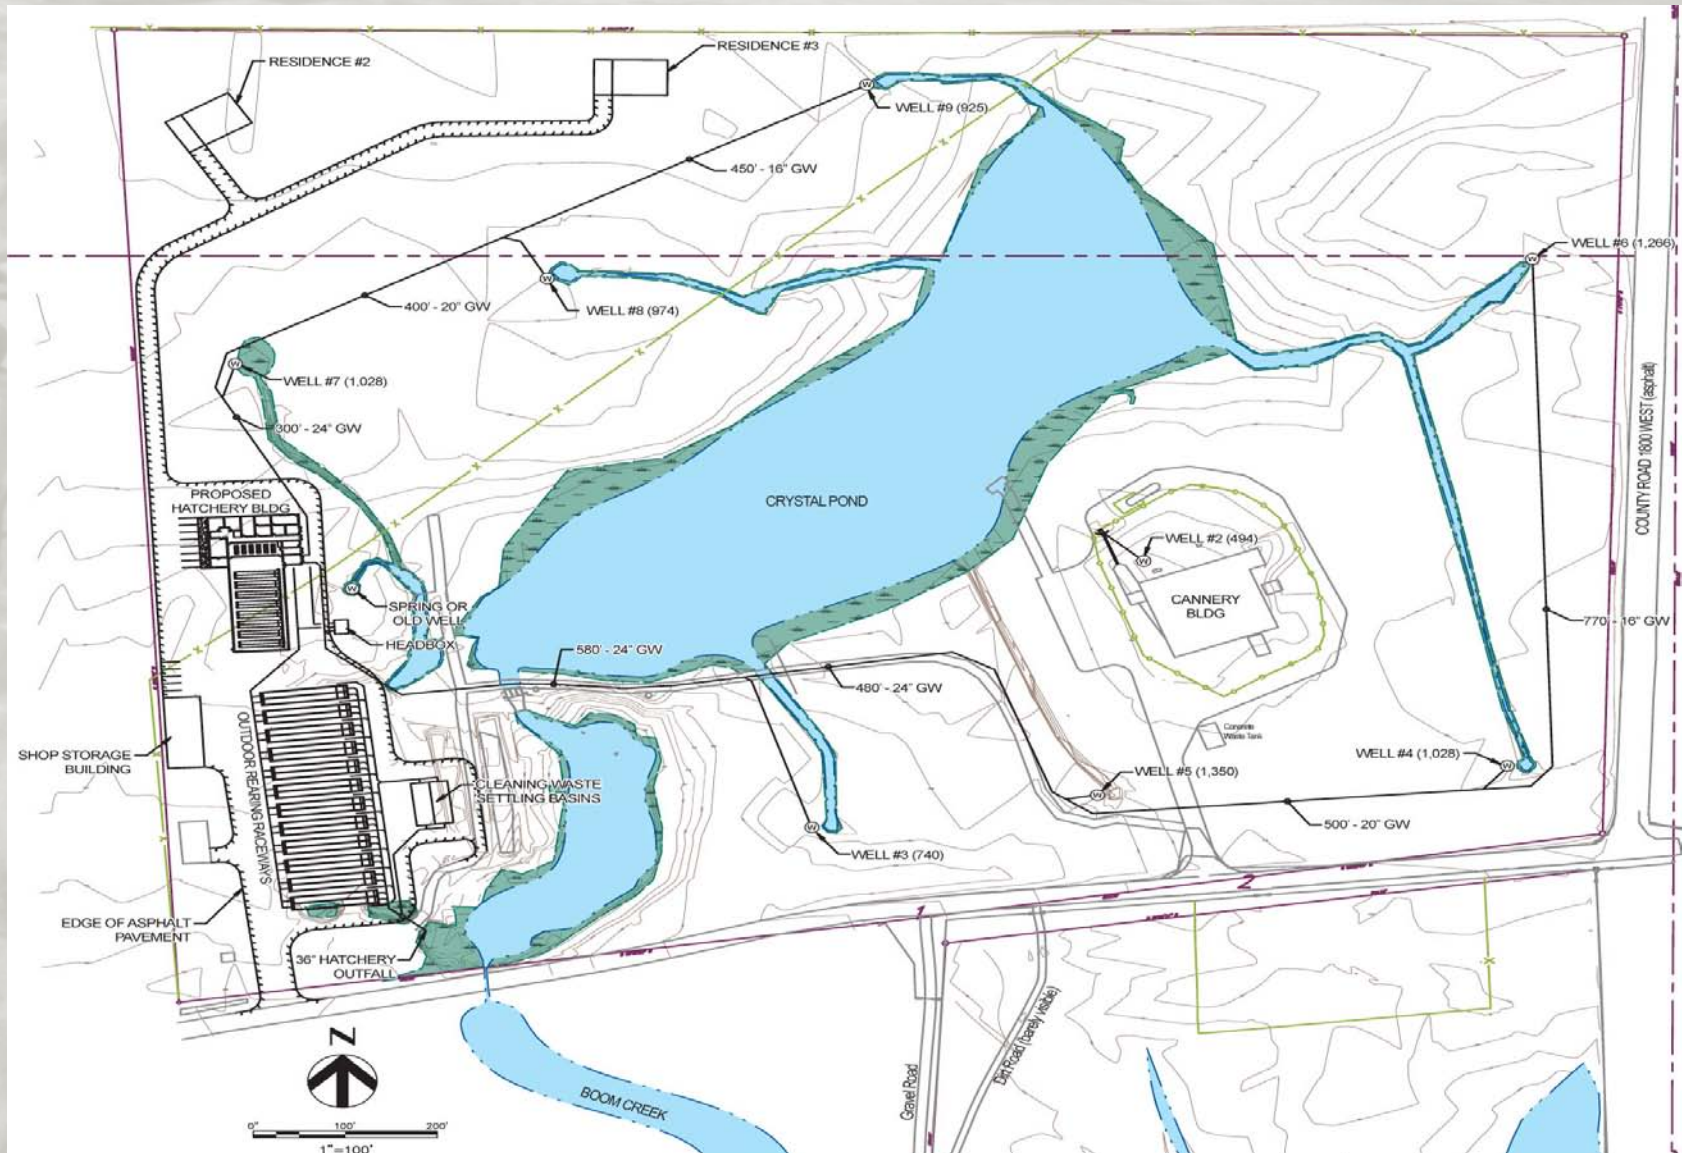 RESIDENCE #3
RESIDENCE #2
WELL #9 (925)
450' - 16" GW
WELL #6 (1,266)
400' - 20" GW
WELL #8 (974)
WELL #7 (1,028)
300' - 24" GW
COUNTY ROAD 1800 WEST (asphalt)
PROPOSED
HATCHERY BLDG
CRYSTAL POND
WELL #2 (494)
CANNERY
BLDG
SPRING OR
OLD WELL
HEADBOX
770' - 16" GW
580' - 24" GW
480' - 24" GW
OUTDOOR REARING RACEWAYS
Concrete
Waste Tank
SHOP STORAGE
BUILDING
WELL #4 (1,028)
WELL #5 (1,350)
CLEANING WASTE
SETTLING BASINS
500' - 20" GW
WELL #3 (740)
2
1
EDGE OF ASPHALT
PAVEMENT
36" HATCHERY
OUTFALL
Dirt Road (barely visible)
Gravel Road
N
BOOM CREEK
0" 100' 200'
1"=100'
W
W
W
W
W
W
W
W
W